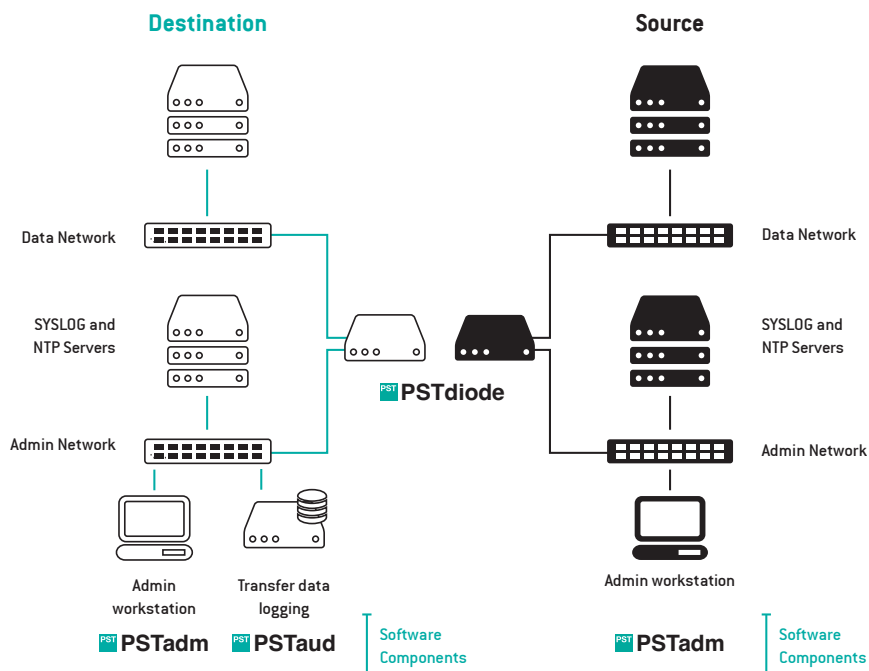 Destination
Source
Data Network
Data Network
SYSLOG and
NTP Servers
SYSLOG and
NTP Servers
PST PSTdiode
Admin Network
Admin Network
Admin
workstation
Transfer data
logging
Admin workstation
PST PSTadm
PST PSTaud
Software
Components
PST PSTadm
Software
Components